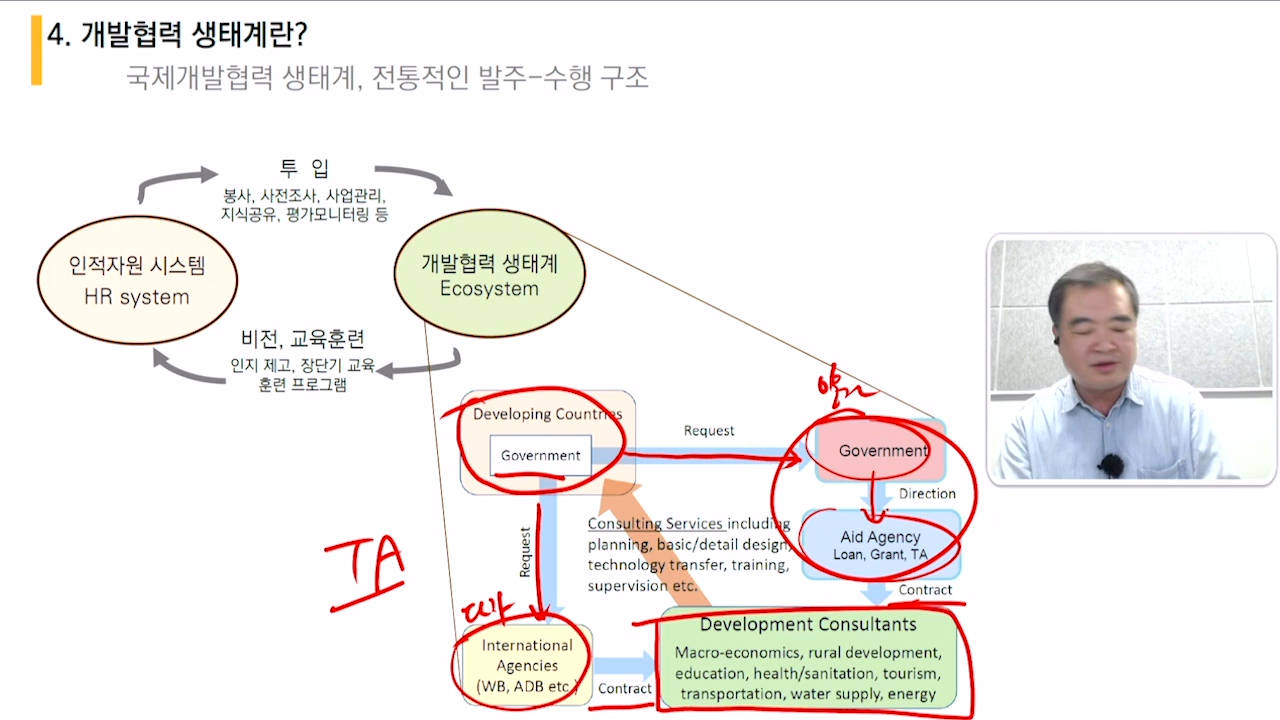 4. 개발협력 생태계란?
국제개발협력 생태계, 전통적인 발주-수행 구조
투 입
봉사, 사전조사, 사업관리,
지식공유, 평가모니터링 등
인적자원 시스템
HR system
개발협력 생태계
Ecosystem
비전, 교육훈련
인지 제고, 장단기 교육
훈련 프로그램
Developing Countries
Government
Request
양자
Government
Direction
Aid Agency
Loan, Grant, TA
Contract
Request
Consulting Services including
planning, basic/detail design,
technology transfer, training,
supervision etc.
TA
다자
International
Agencies
(WB, ADB etc.)
Contract
Development Consultants
Macro-economics, rural development,
education, health/sanitation, tourism,
transportation, water supply, energy